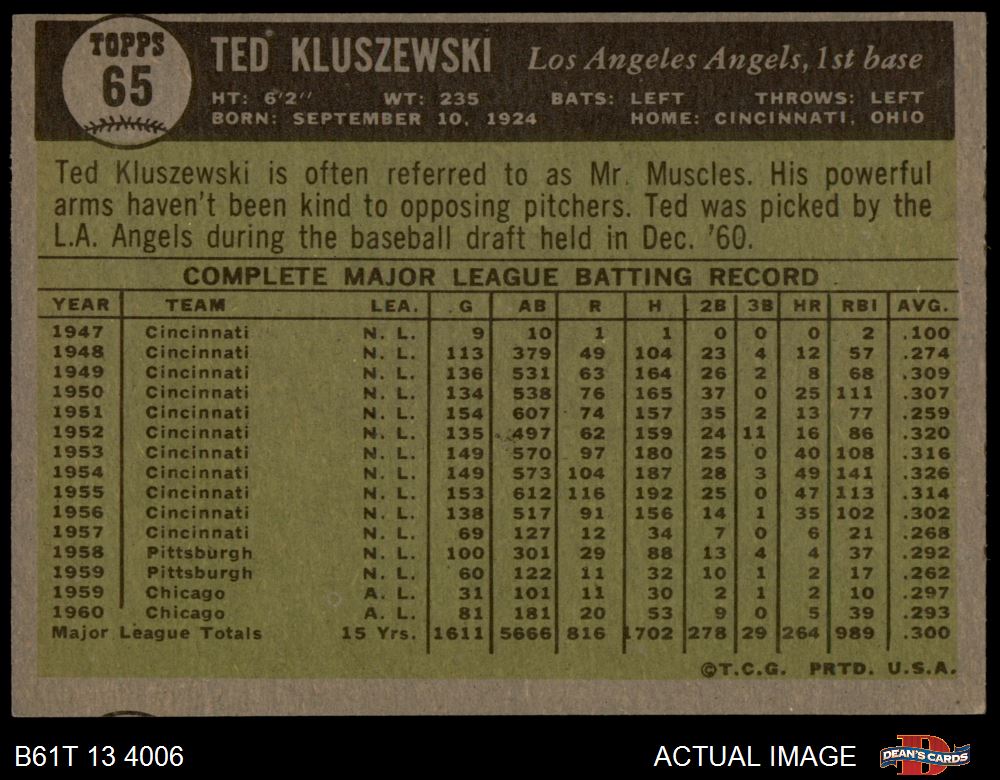 TOPPS
65
TED KLUSZEWSKI Los Angeles Angels, 1st base
HT: 6'2" WT: 235 BATS: LEFT THROWS: LEFT
BORN: SEPTEMBER 10, 1924 HOME: CINCINNATI, OHIO
Ted Kluszewski is often referred to as Mr. Muscles. His powerful
arms haven't been kind to opposing pitchers. Ted was picked by the
L.A. Angels during the baseball draft held in Dec. '60.
COMPLETE MAJOR LEAGUE BATTING RECORD
YEAR TEAM LEA. G AB R H 2B 3B HR RBI AVG.
1947 Cincinnati N. L. 9 10 1 1 0 0 0 2 .100
1948 Cincinnati N. L. 113 379 49 104 23 4 12 57 .274
1949 Cincinnati N. L. 136 531 63 164 26 2 8 68 .309
1950 Cincinnati N. L. 134 538 76 165 37 0 25 111 .307
1951 Cincinnati N. L. 154 607 74 157 35 2 13 77 .259
1952 Cincinnati N. L. 135 497 62 159 24 11 16 86 .320
1953 Cincinnati N. L. 149 570 97 180 25 0 40 108 .316
1954 Cincinnati N. L. 149 573 104 187 28 3 49 141 .326
1955 Cincinnati N. L. 153 612 116 192 25 0 47 113 .314
1956 Cincinnati N. L. 138 517 91 156 14 1 35 102 .302
1957 Cincinnati N. L. 69 127 12 34 7 0 6 21 .268
1958 Pittsburgh N. L. 100 301 29 88 13 4 4 37 .292
1959 Pittsburgh N. L. 60 122 11 32 10 1 2 17 .262
1959 Chicago A. L. 31 101 11 30 2 1 2 10 .297
1960 Chicago A. L. 81 181 20 53 9 0 5 39 .293
Major League Totals 15 Yrs. 1611 5666 816 1702 278 29 264 989 .300
©T.C.G. PRTD. U.S.A.
B61T 13 4006 ACTUAL IMAGE DEAN'S CARDS